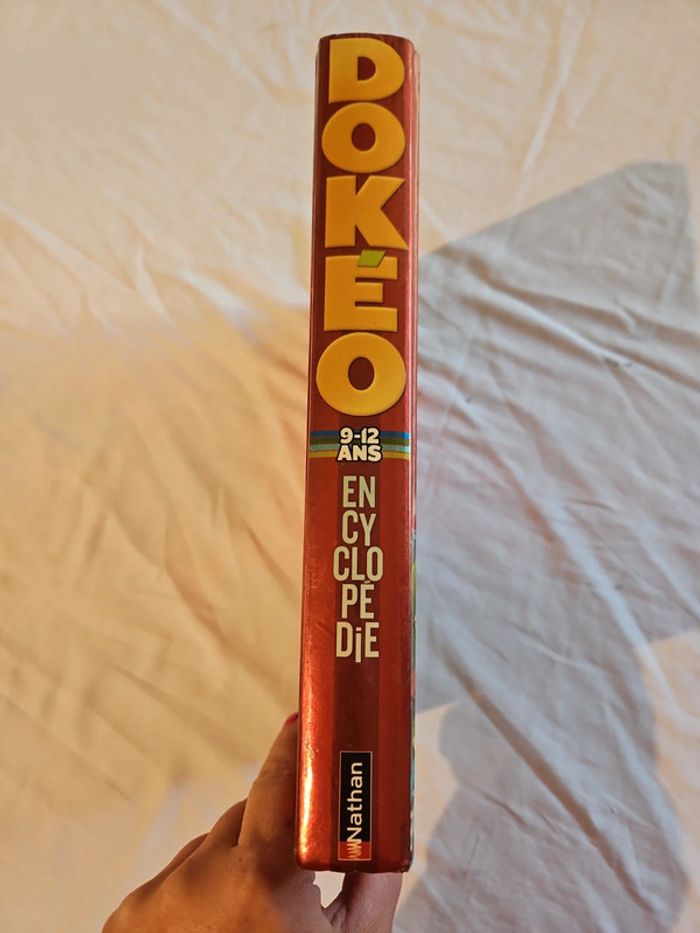 DOKÉO
9-12
ANS
EN
CY
CLO
PÉ
DiE
Nathan